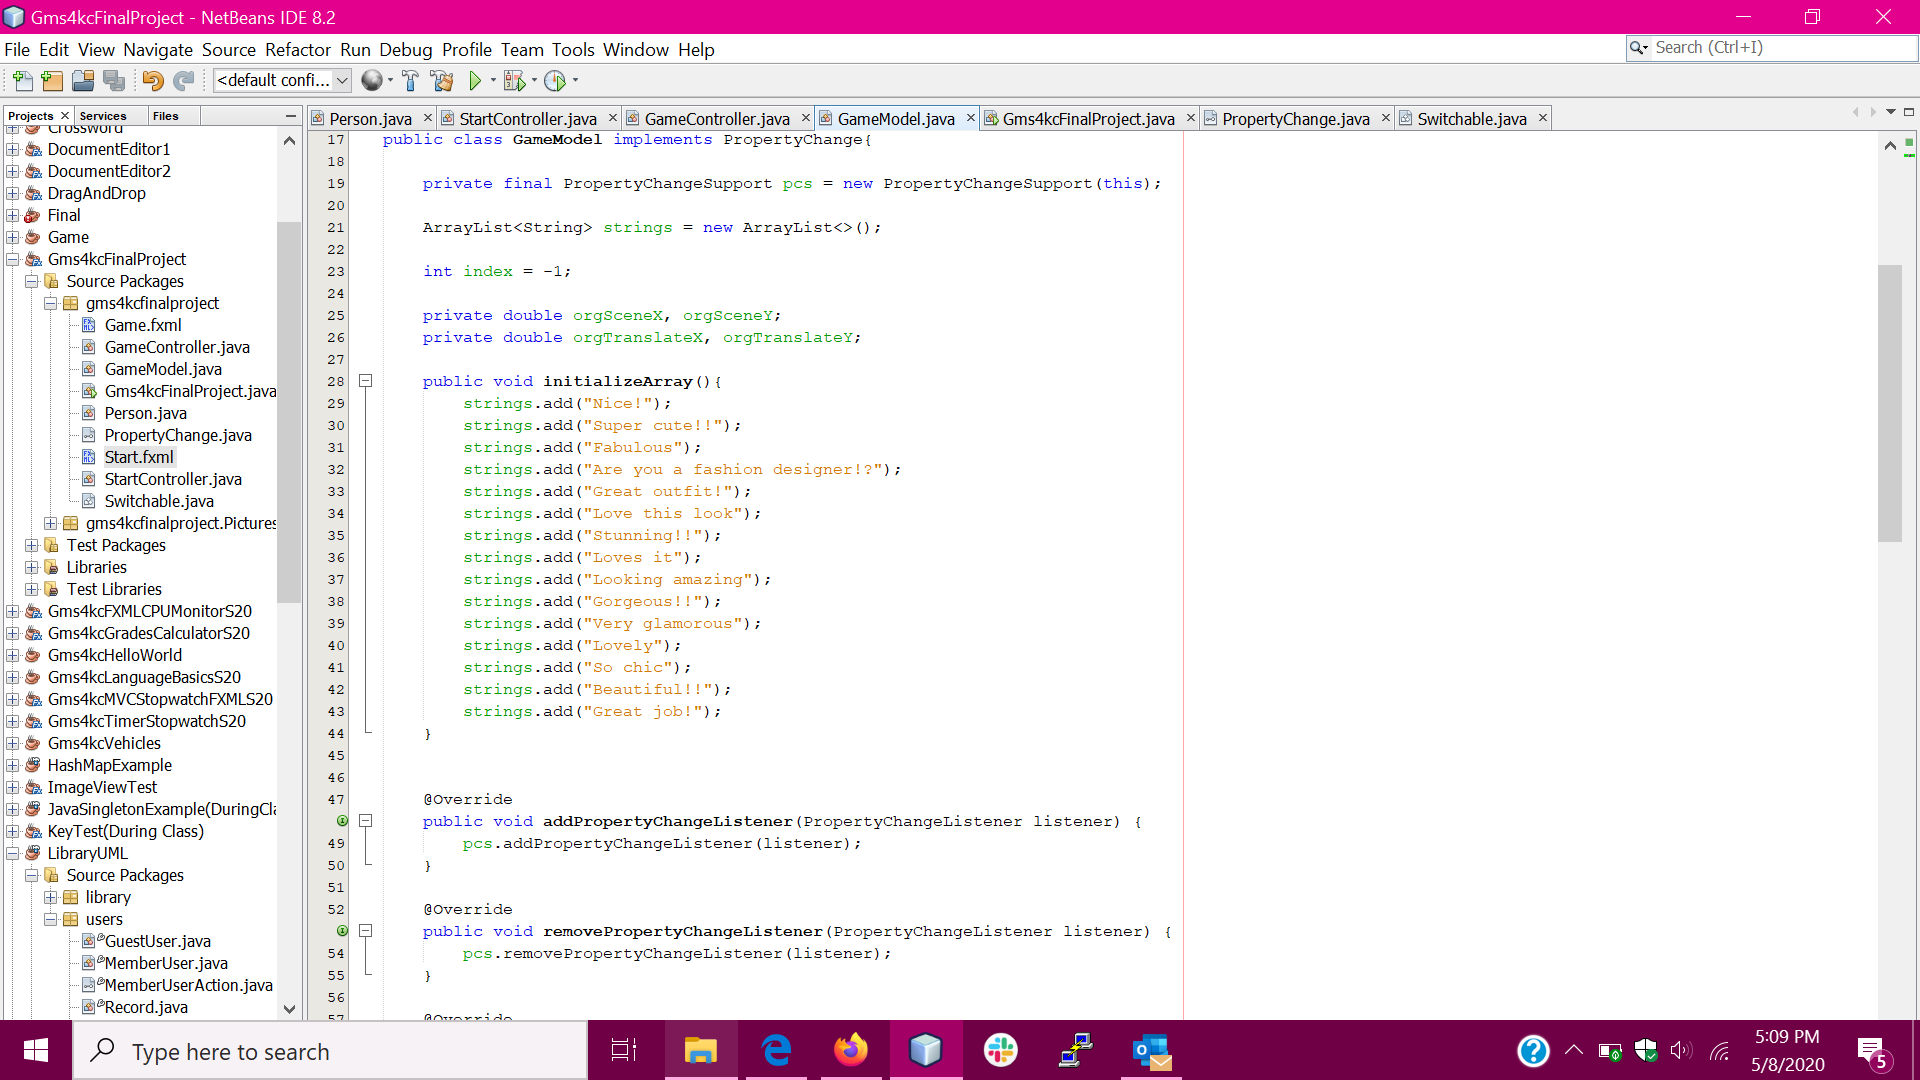 Gms4kcFinalProject - NetBeans IDE 8.2
File Edit View Navigate Source Refactor Run Debug Profile Team Tools Window Help
Search (Ctrl+I)
<default confi...
Projects Services Files
Person.java StartController.java GameController.java GameModel.java Gms4kcFinalProject.java PropertyChange.java Switchable.java
Crossword
DocumentEditor1
DocumentEditor2
DragAndDrop
Final
Game
Gms4kcFinalProject
Source Packages
gms4kcfinalproject
Game.fxml
GameController.java
GameModel.java
Gms4kcFinalProject.java
Person.java
PropertyChange.java
Start.fxml
StartController.java
Switchable.java
gms4kcfinalproject.Pictures
Test Packages
Libraries
Test Libraries
Gms4kcFXMLCPUMonitorS20
Gms4kcGradesCalculatorS20
Gms4kcHelloWorld
Gms4kcLanguageBasicsS20
Gms4kcMVCStopwatchFXMLS20
Gms4kcTimerStopwatchS20
Gms4kcVehicles
HashMapExample
ImageViewTest
JavaSingletonExample(DuringCla
KeyTest(During Class)
LibraryUML
Source Packages
library
users
GuestUser.java
MemberUser.java
MemberUserAction.java
Record.java
17 public class GameModel implements PropertyChange{
18
19 private final PropertyChangeSupport pcs = new PropertyChangeSupport(this);
20
21 ArrayList<String> strings = new ArrayList<>();
22
23 int index = -1;
24
25 private double orgSceneX, orgSceneY;
26 private double orgTranslateX, orgTranslateY;
27
28 public void initializeArray(){
29 strings.add("Nice!");
30 strings.add("Super cute!!");
31 strings.add("Fabulous");
32 strings.add("Are you a fashion designer!?");
33 strings.add("Great outfit!");
34 strings.add("Love this look");
35 strings.add("Stunning!!");
36 strings.add("Loves it");
37 strings.add("Looking amazing");
38 strings.add("Gorgeous!!");
39 strings.add("Very glamorous");
40 strings.add("Lovely");
41 strings.add("So chic");
42 strings.add("Beautiful!!");
43 strings.add("Great job!");
44 }
45
46
47 @Override
public void addPropertyChangeListener(PropertyChangeListener listener) {
49 pcs.addPropertyChangeListener(listener);
50 }
51
52 @Override
public void removePropertyChangeListener(PropertyChangeListener listener) {
54 pcs.removePropertyChangeListener(listener);
55 }
56
57 @Override
Type here to search
5:09 PM
5/8/2020
5